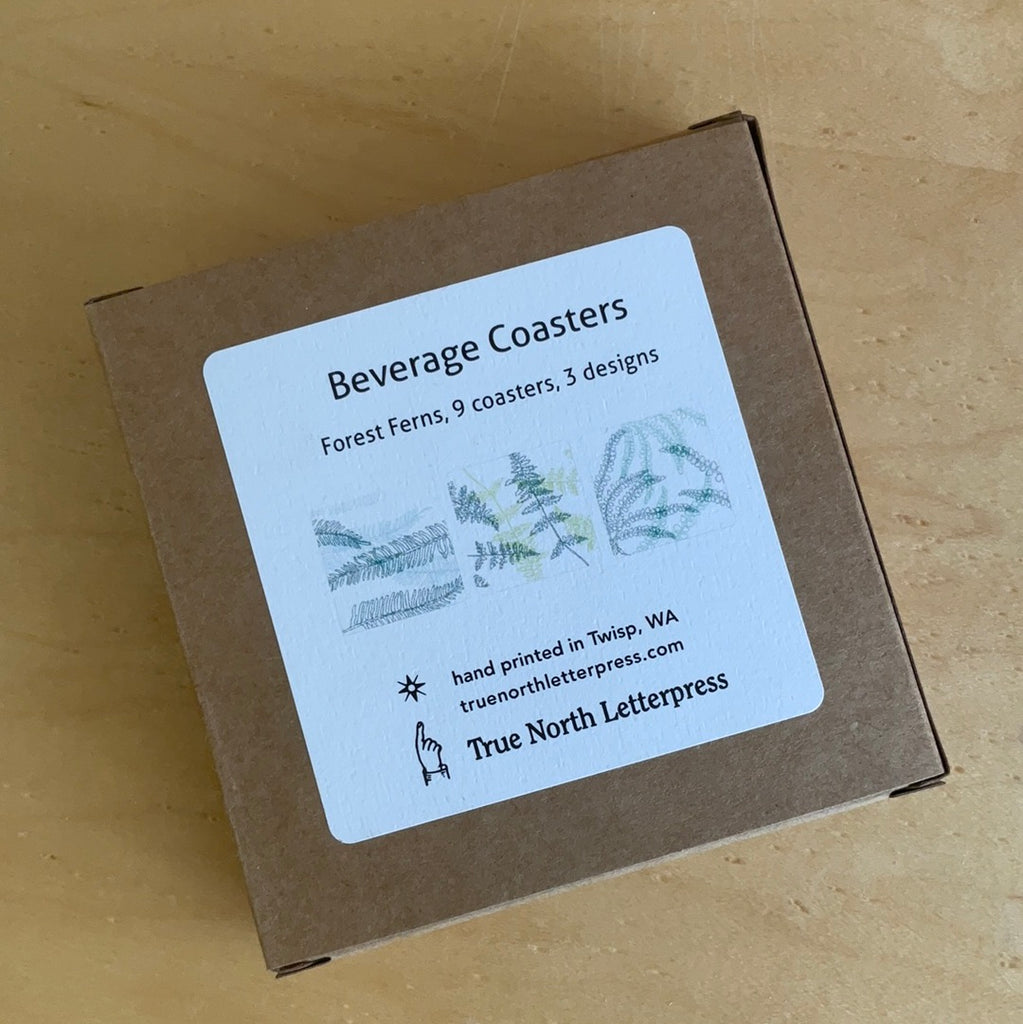 Beverage Coasters
Forest Ferns, 9 coasters, 3 designs
hand printed in Twisp, WA
truenorthletterpress.com
True North Letterpress